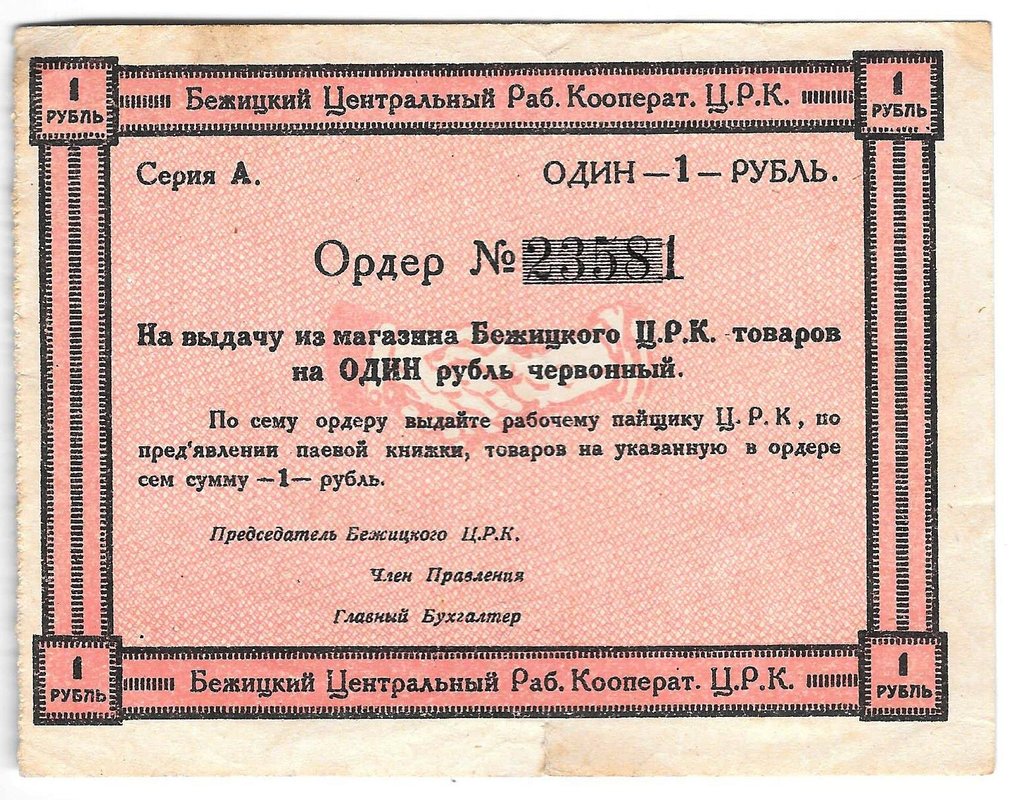 1 РУБЛЬ
Бежицкий Центральный Раб. Кооперат. Ц.Р.К.
1 РУБЛЬ
Серия А.
ОДИН —1— РУБЛЬ.
Ордер № 23581
На выдачу из магазина Бежицкого Ц.Р.К. товаров
на ОДИН рубль червонный.
По сему ордеру выдайте рабочему пайщику Ц. Р. К , по
пред'явлении паевой книжки, товаров на указанную в ордере
сем сумму —1— рубль.
Председатель Бежицкого Ц.Р.К.
Член Правления
Главный Бухгалтер
1 РУБЛЬ
Бежицкий Центральный Раб. Кооперат. Ц.Р.К.
1 РУБЛЬ